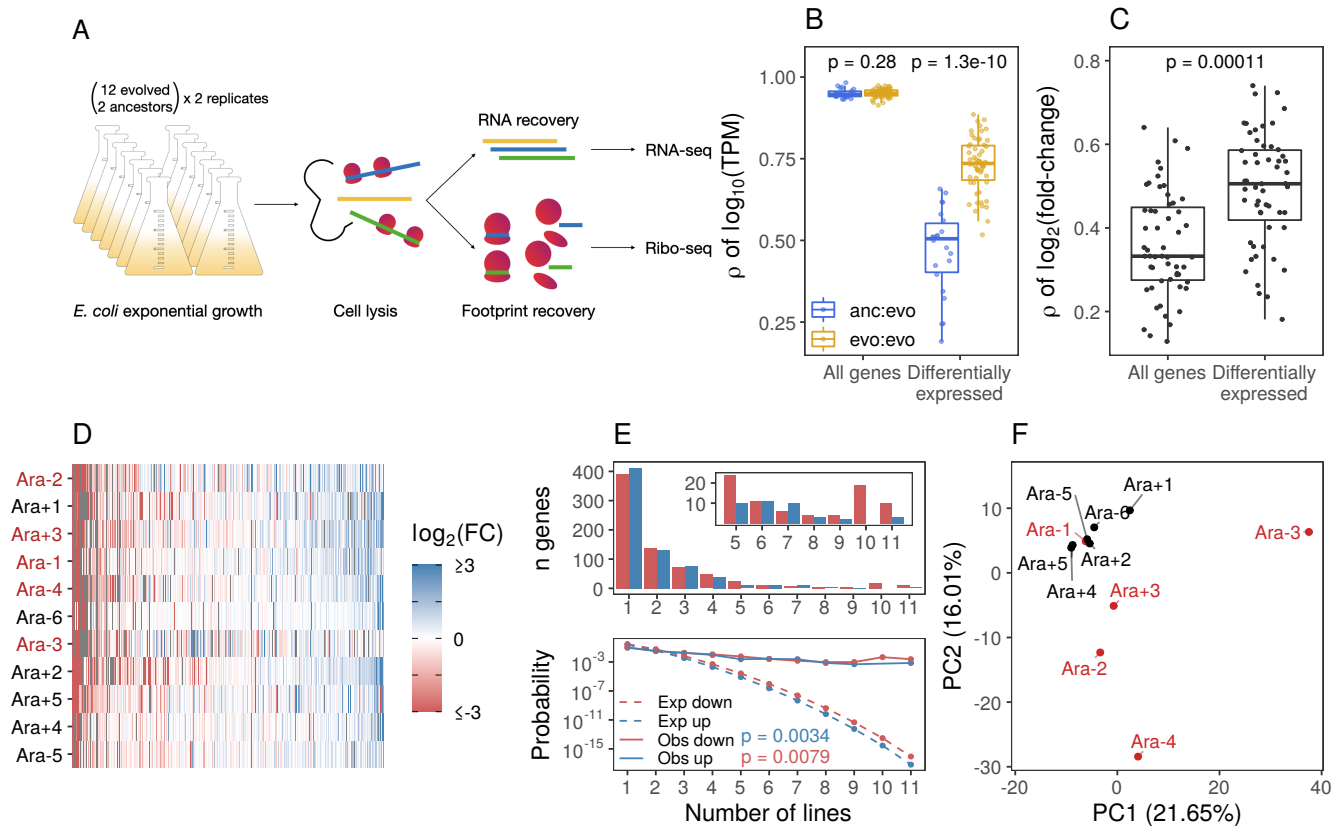 A
(12 evolved
2 ancestors) x 2 replicates
RNA recovery
RNA-seq
Ribo-seq
E. coli exponential growth
Cell lysis
Footprint recovery
B
p = 0.28
p = 1.3e-10
ρ of log10(TPM)
1.00
0.75
0.50
0.25
anc:evo
evo:evo
All genes
Differentially
expressed
C
p = 0.00011
ρ of log2(fold-change)
0.8
0.6
0.4
0.2
All genes
Differentially
expressed
D
Ara-2
Ara+1
Ara+3
Ara-1
Ara-4
Ara-6
Ara-3
Ara+2
Ara+5
Ara+4
Ara-5
log2(FC)
≥3
0
≤-3
E
n genes
400
300
200
100
0
1 2 3 4 5 6 7 8 9 10 11
20
10
5 6 7 8 9 10 11
Probability
10-3
10-7
10-11
10-15
Exp down
Exp up
Obs down
Obs up
p = 0.0034
p = 0.0079
1 2 3 4 5 6 7 8 9 10 11
Number of lines
F
PC2 (16.01%)
10
0
-10
-20
-30
Ara-5
Ara+1
Ara-6
Ara-1
Ara-3
Ara+5
Ara+2
Ara+4
Ara+3
Ara-2
Ara-4
-20 0 20 40
PC1 (21.65%)